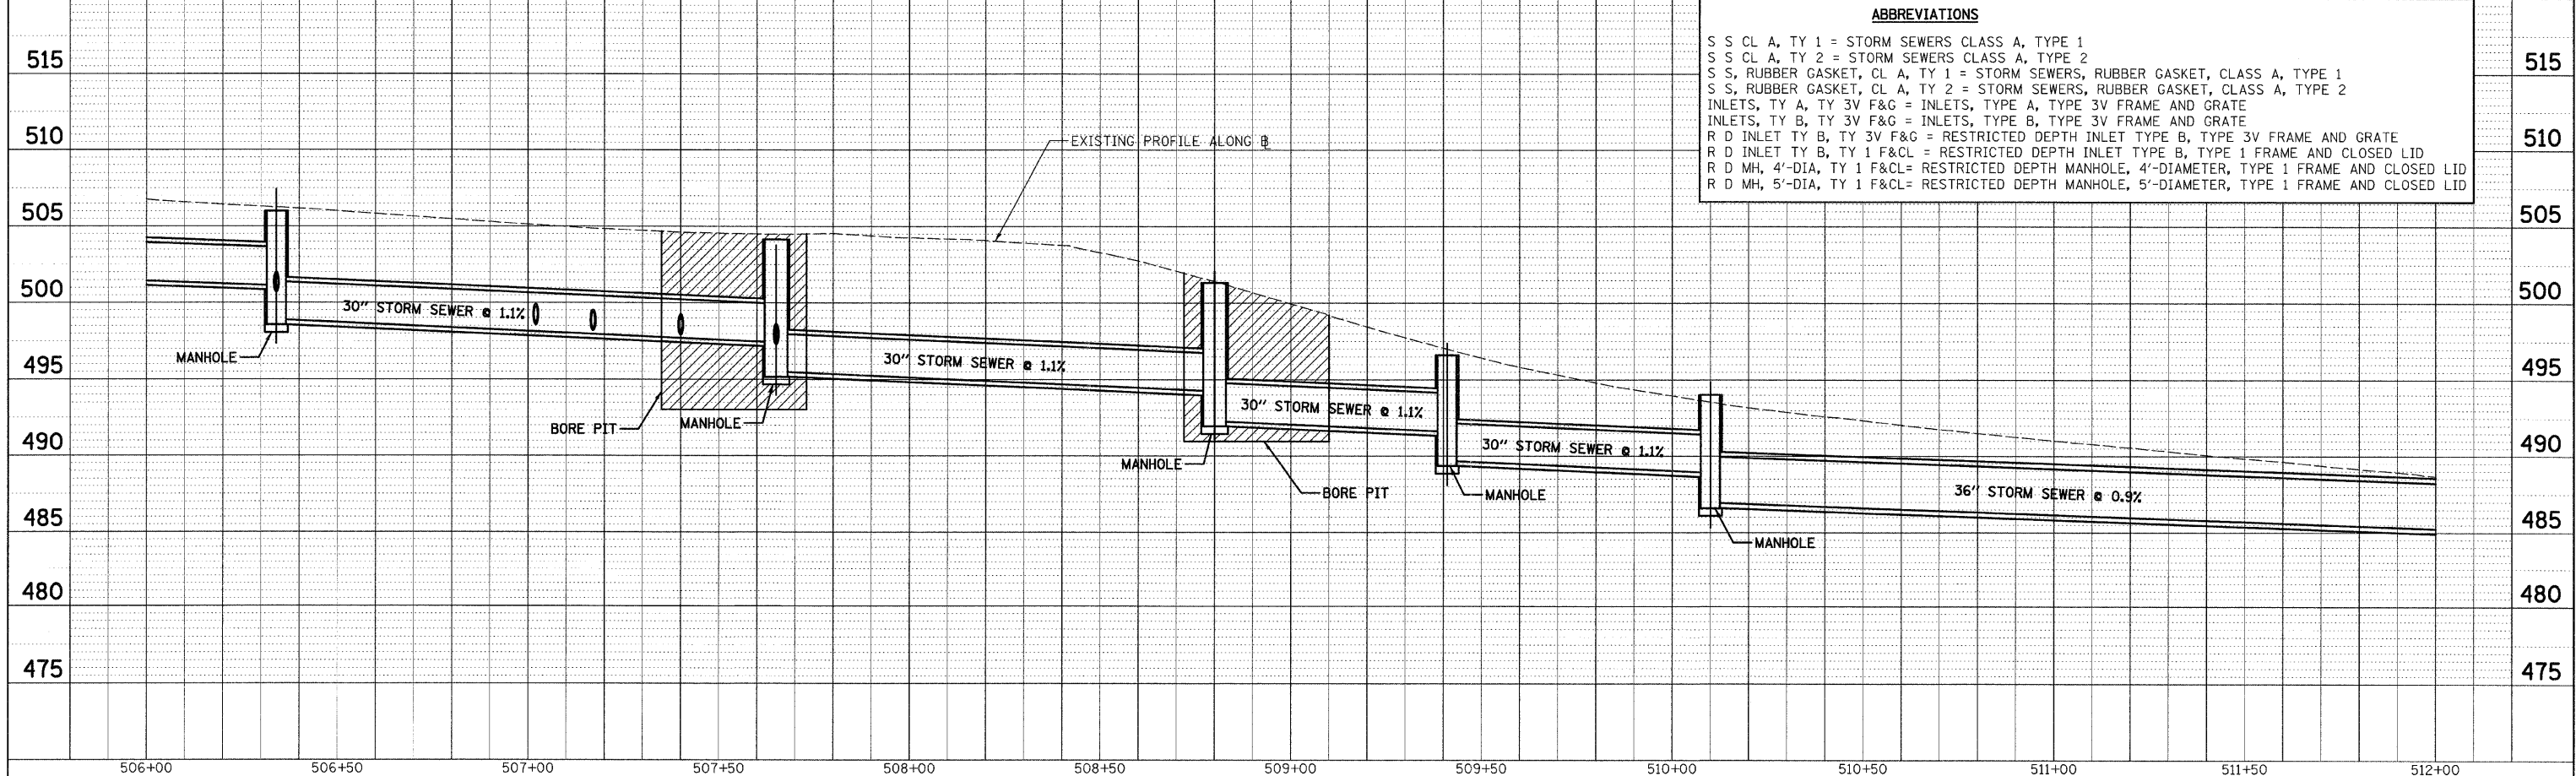 ABBREVIATIONS
S S CL A, TY 1 = STORM SEWERS CLASS A, TYPE 1
S S CL A, TY 2 = STORM SEWERS CLASS A, TYPE 2
S S, RUBBER GASKET, CL A, TY 1 = STORM SEWERS, RUBBER GASKET, CLASS A, TYPE 1
S S, RUBBER GASKET, CL A, TY 2 = STORM SEWERS, RUBBER GASKET, CLASS A, TYPE 2
INLETS, TY A, TY 3V F&G = INLETS, TYPE A, TYPE 3V FRAME AND GRATE
INLETS, TY B, TY 3V F&G = INLETS, TYPE B, TYPE 3V FRAME AND GRATE
R D INLET TY B, TY 3V F&G = RESTRICTED DEPTH INLET TYPE B, TYPE 3V FRAME AND GRATE
R D INLET TY B, TY 1 F&CL = RESTRICTED DEPTH INLET TYPE B, TYPE 1 FRAME AND CLOSED LID
R D MH, 4'-DIA, TY 1 F&CL= RESTRICTED DEPTH MANHOLE, 4'-DIAMETER, TYPE 1 FRAME AND CLOSED LID
R D MH, 5'-DIA, TY 1 F&CL= RESTRICTED DEPTH MANHOLE, 5'-DIAMETER, TYPE 1 FRAME AND CLOSED LID
515 515
510 510
EXISTING PROFILE ALONG ℄
505 505
500 500
30" STORM SEWER @ 1.1%
MANHOLE
495 495
30" STORM SEWER @ 1.1%
30" STORM SEWER @ 1.1%
BORE PIT
MANHOLE
490 490
30" STORM SEWER @ 1.1%
MANHOLE
BORE PIT
MANHOLE
36" STORM SEWER @ 0.9%
485 485
MANHOLE
480 480
475 475
506+00 506+50 507+00 507+50 508+00 508+50 509+00 509+50 510+00 510+50 511+00 511+50 512+00